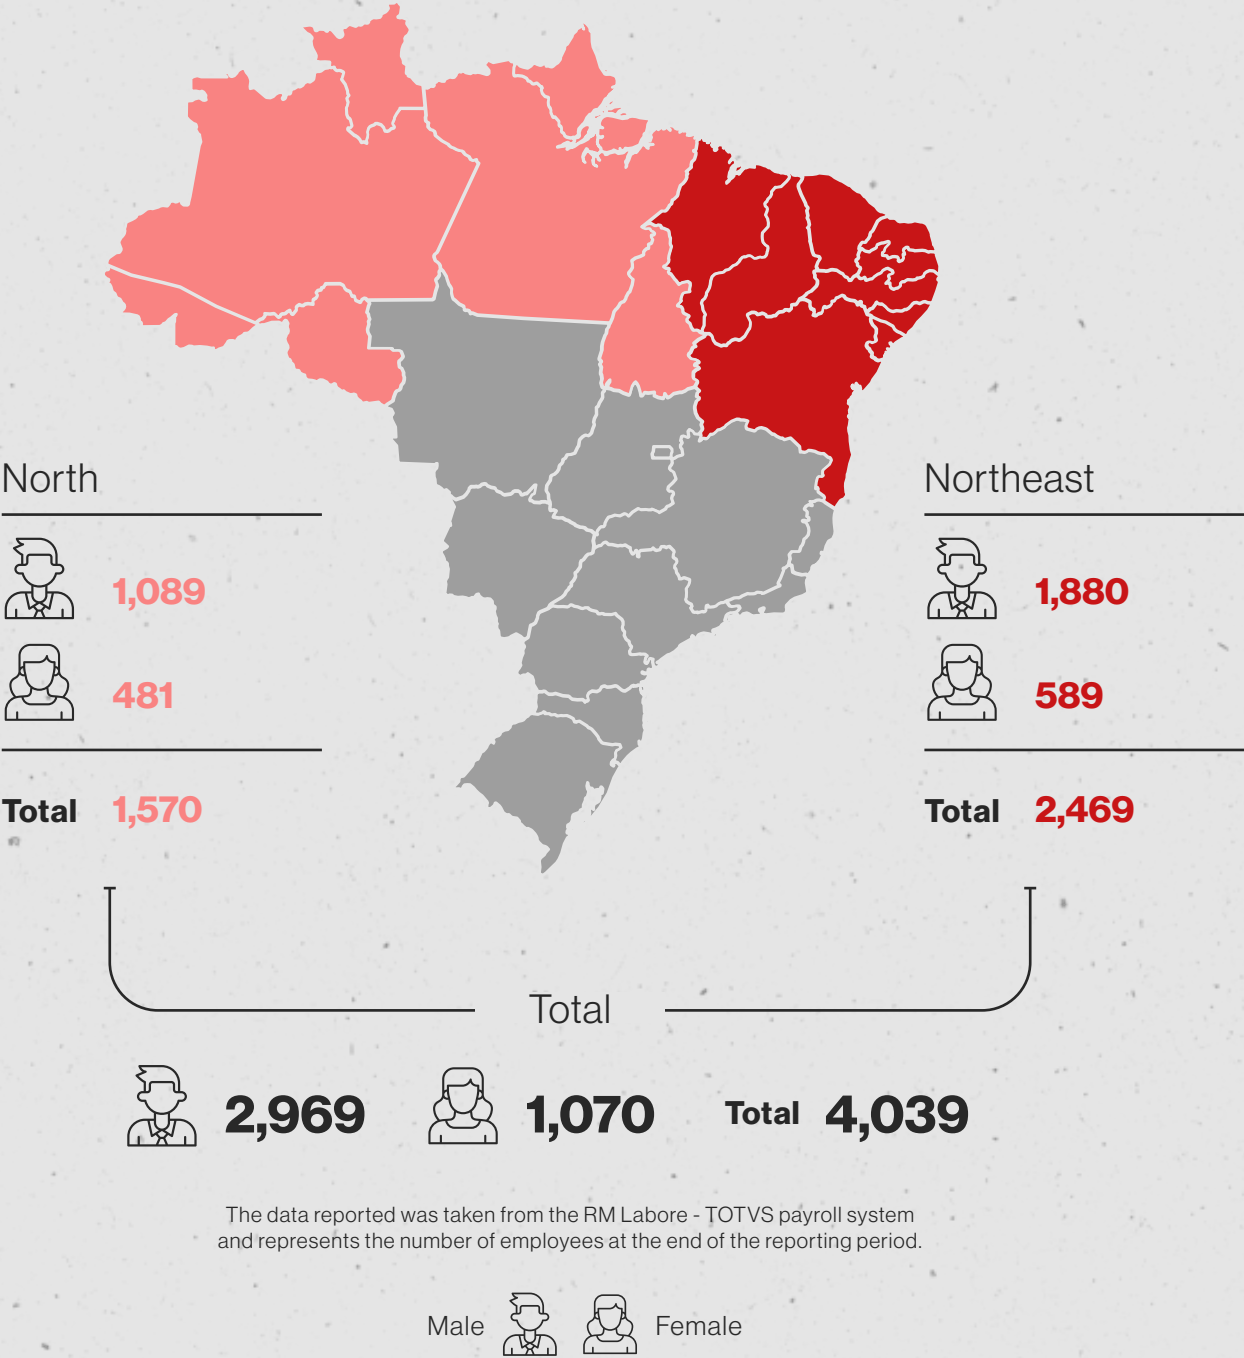 North
1,089
481
Total 1,570
Northeast
1,880
589
Total 2,469
Total
2,969 1,070 Total 4,039
The data reported was taken from the RM Labore - TOTVS payroll system
and represents the number of employees at the end of the reporting period.
Male Female